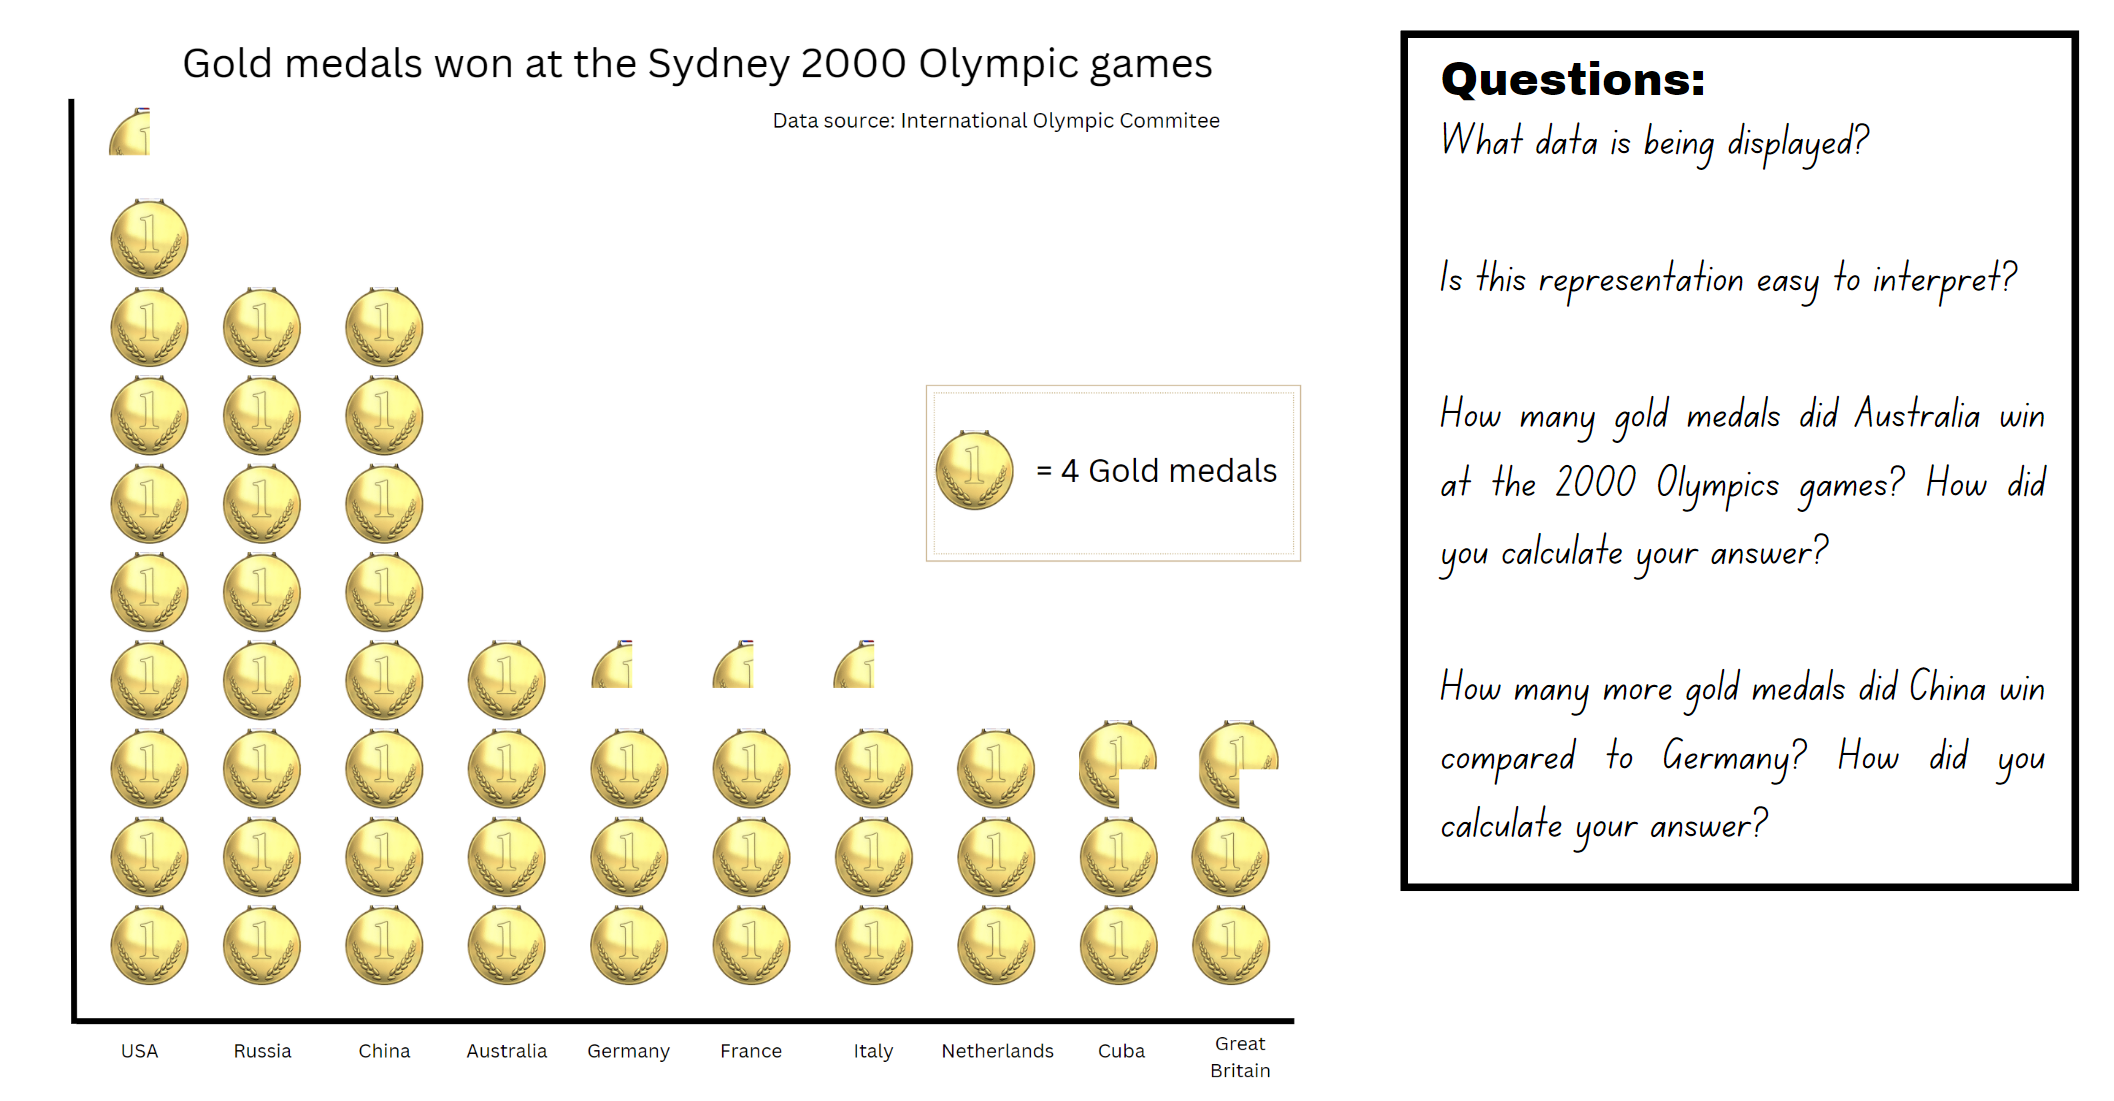 Gold medals won at the Sydney 2000 Olympic games
Data source: International Olympic Commitee
= 4 Gold medals
USA
Russia
China
Australia
Germany
France
Italy
Netherlands
Cuba
Great
Britain
Questions:
What data is being displayed?
Is this representation easy to interpret?
How many gold medals did Australia win
at the 2000 Olympics games? How did
you calculate your answer?
How many more gold medals did China win
compared to Germany? How did you
calculate your answer?